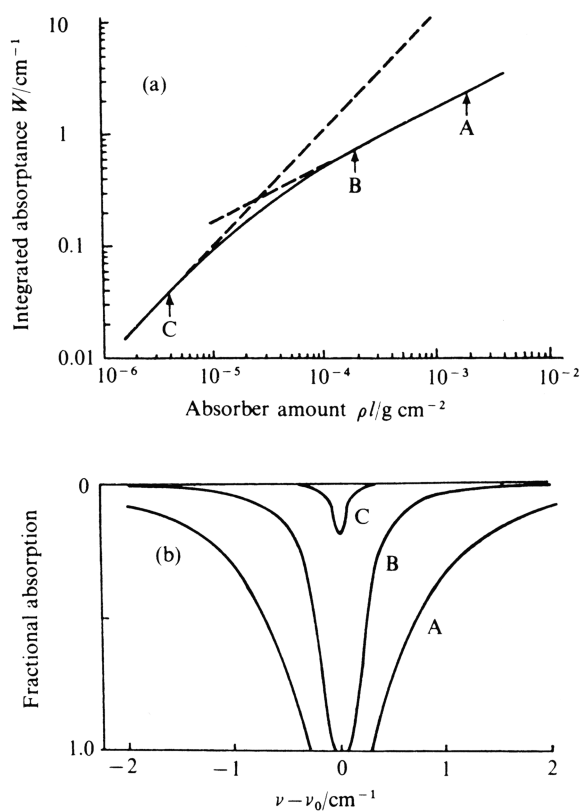 10
(a)
1
A
B
0.1
C
0.01
10⁻⁶ 10⁻⁵ 10⁻⁴ 10⁻³ 10⁻²
Integrated absorptance W/cm⁻¹
Absorber amount ρl/g cm⁻²
0
C
(b)
B
A
1.0
−2 −1 0 1 2
Fractional absorption
ν−ν₀/cm⁻¹